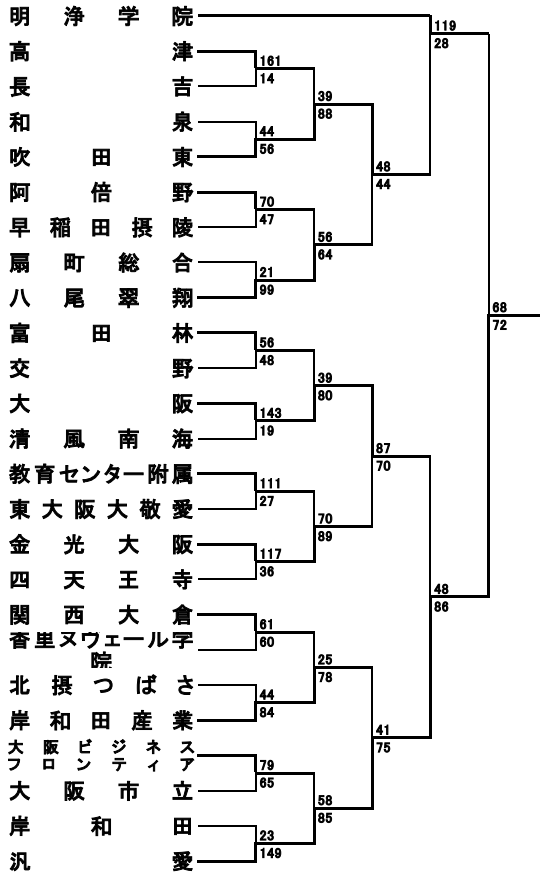 明浄学院
119
28
高津
161
14
長吉
39
88
和泉
44
56
吹田東
48
44
阿倍野
70
47
早稲田摂陵
56
64
扇町総合
21
99
八尾翠翔
68
72
富田林
56
48
交野
39
80
大阪
143
19
清風南海
87
70
教育センター附属
111
27
東大阪大敬愛
70
89
金光大阪
117
36
四天王寺
48
86
関西大倉
61
60
香里ヌヴェール学
院
25
78
北摂つばさ
44
84
岸和田産業
41
75
大阪ビジネス
フロンティア
79
65
大阪市立
58
85
岸和田
23
149
汎愛